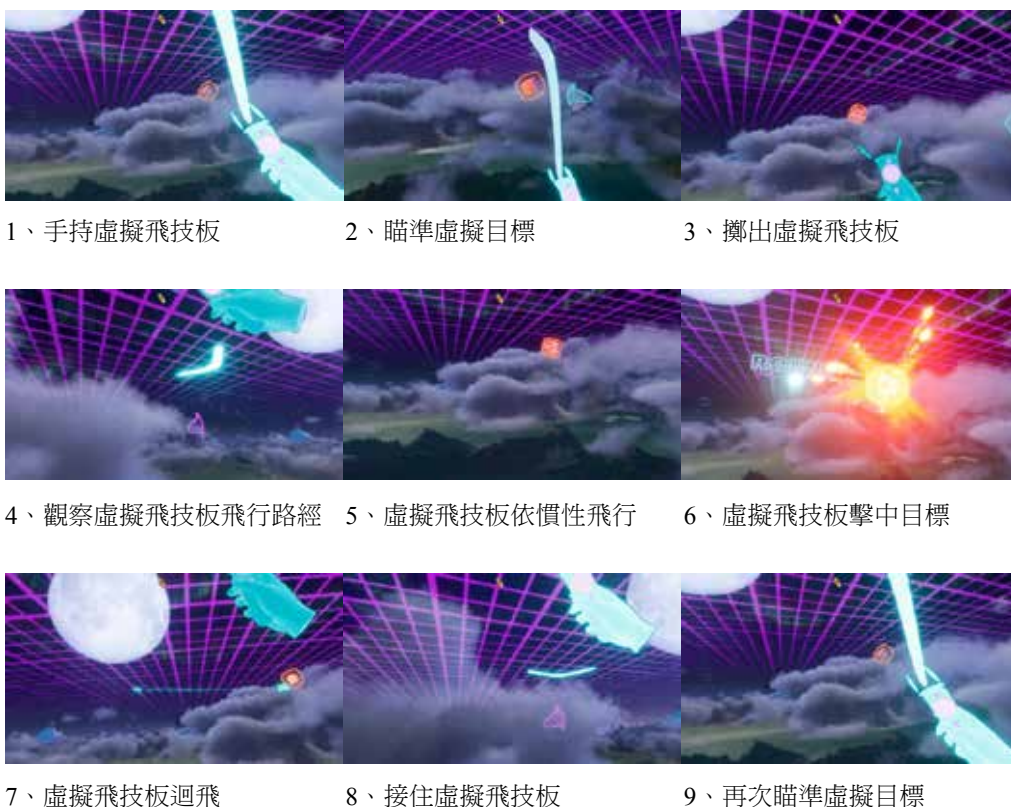 1、手持虛擬飛技板
2、瞄準虛擬目標
3、擲出虛擬飛技板
4、觀察虛擬飛技板飛行路經
5、虛擬飛技板依慣性飛行
6、虛擬飛技板擊中目標
7、虛擬飛技板迴飛
8、接住虛擬飛技板
9、再次瞄準虛擬目標